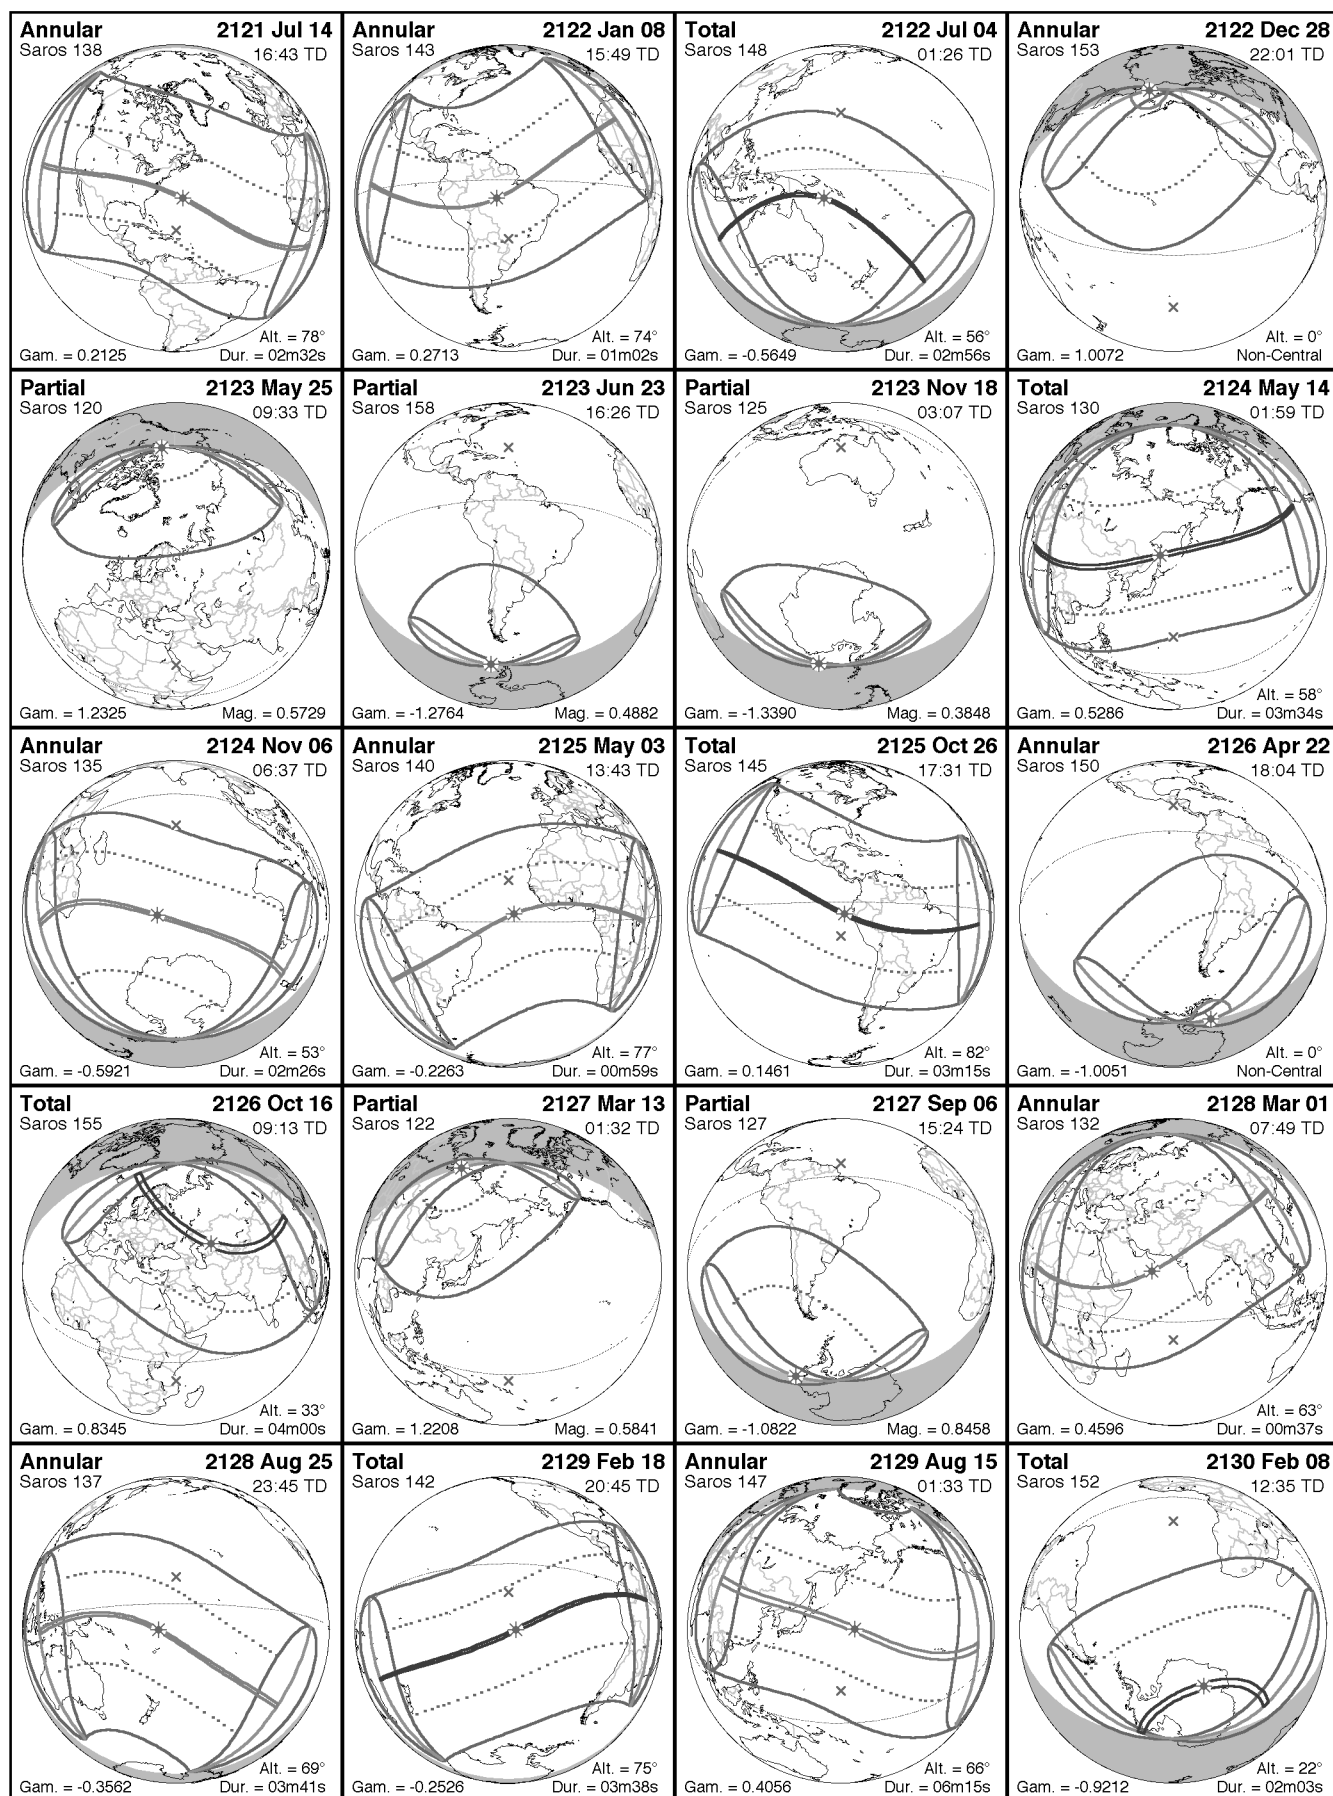 Annular 2121 Jul 14
Saros 138 16:43 TD
Alt. = 78°
Gam. = 0.2125 Dur. = 02m32s
Annular 2122 Jan 08
Saros 143 15:49 TD
Alt. = 74°
Gam. = 0.2713 Dur. = 01m02s
Total 2122 Jul 04
Saros 148 01:26 TD
Alt. = 56°
Gam. = -0.5649 Dur. = 02m56s
Annular 2122 Dec 28
Saros 153 22:01 TD
Alt. = 0°
Gam. = 1.0072 Non-Central
Partial 2123 May 25
Saros 120 09:33 TD
Gam. = 1.2325 Mag. = 0.5729
Partial 2123 Jun 23
Saros 158 16:26 TD
Gam. = -1.2764 Mag. = 0.4882
Partial 2123 Nov 18
Saros 125 03:07 TD
Gam. = -1.3390 Mag. = 0.3848
Total 2124 May 14
Saros 130 01:59 TD
Alt. = 58°
Gam. = 0.5286 Dur. = 03m34s
Annular 2124 Nov 06
Saros 135 06:37 TD
Alt. = 53°
Gam. = -0.5921 Dur. = 02m26s
Annular 2125 May 03
Saros 140 13:43 TD
Alt. = 77°
Gam. = -0.2263 Dur. = 00m59s
Total 2125 Oct 26
Saros 145 17:31 TD
Alt. = 82°
Gam. = 0.1461 Dur. = 03m15s
Annular 2126 Apr 22
Saros 150 18:04 TD
Alt. = 0°
Gam. = -1.0051 Non-Central
Total 2126 Oct 16
Saros 155 09:13 TD
Alt. = 33°
Gam. = 0.8345 Dur. = 04m00s
Partial 2127 Mar 13
Saros 122 01:32 TD
Gam. = 1.2208 Mag. = 0.5841
Partial 2127 Sep 06
Saros 127 15:24 TD
Gam. = -1.0822 Mag. = 0.8458
Annular 2128 Mar 01
Saros 132 07:49 TD
Alt. = 63°
Gam. = 0.4596 Dur. = 00m37s
Annular 2128 Aug 25
Saros 137 23:45 TD
Alt. = 69°
Gam. = -0.3562 Dur. = 03m41s
Total 2129 Feb 18
Saros 142 20:45 TD
Alt. = 75°
Gam. = -0.2526 Dur. = 03m38s
Annular 2129 Aug 15
Saros 147 01:33 TD
Alt. = 66°
Gam. = 0.4056 Dur. = 06m15s
Total 2130 Feb 08
Saros 152 12:35 TD
Alt. = 22°
Gam. = -0.9212 Dur. = 02m03s